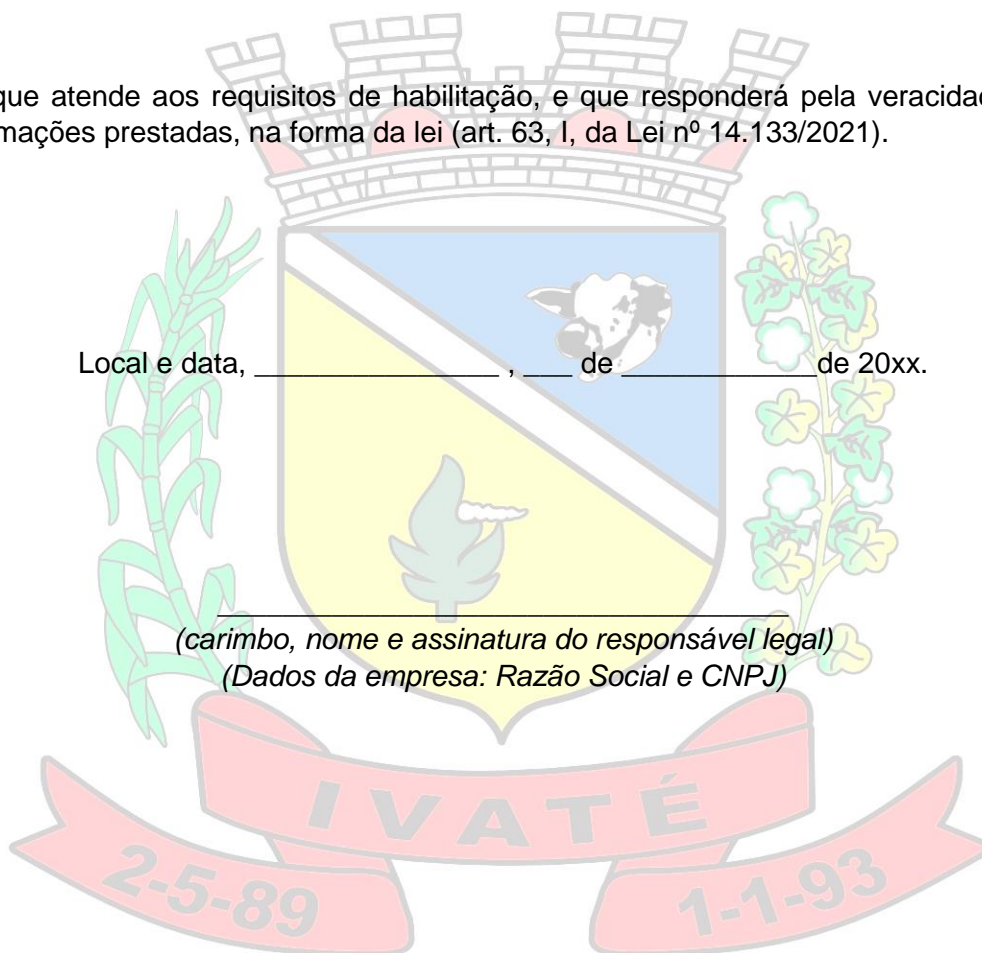 que atende aos requisitos de habilitação, e que responderá pela veracidad
mações prestadas, na forma da lei (art. 63, I, da Lei nº 14.133/2021).
Local e data, _______________ , ___ de ____________de 20xx.
___________________________________
(carimbo, nome e assinatura do responsável legal)
(Dados da empresa: Razão Social e CNPJ)
IVATÉ
2-5-89 1-1-93